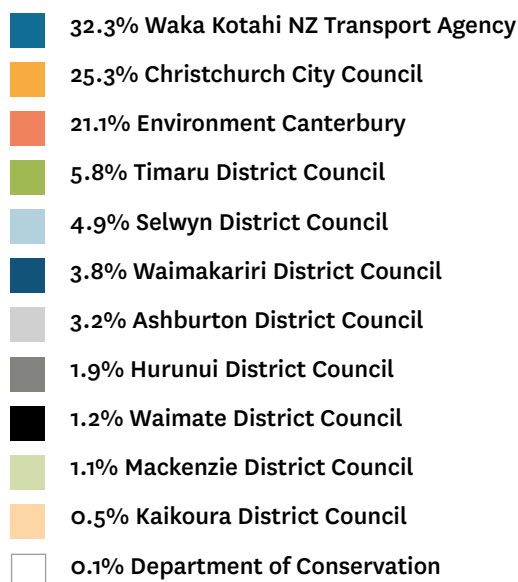 32.3% Waka Kotahi NZ Transport Agency
25.3% Christchurch City Council
21.1% Environment Canterbury
5.8% Timaru District Council
4.9% Selwyn District Council
3.8% Waimakariri District Council
3.2% Ashburton District Council
1.9% Hurunui District Council
1.2% Waimate District Council
1.1% Mackenzie District Council
0.5% Kaikoura District Council
0.1% Department of Conservation